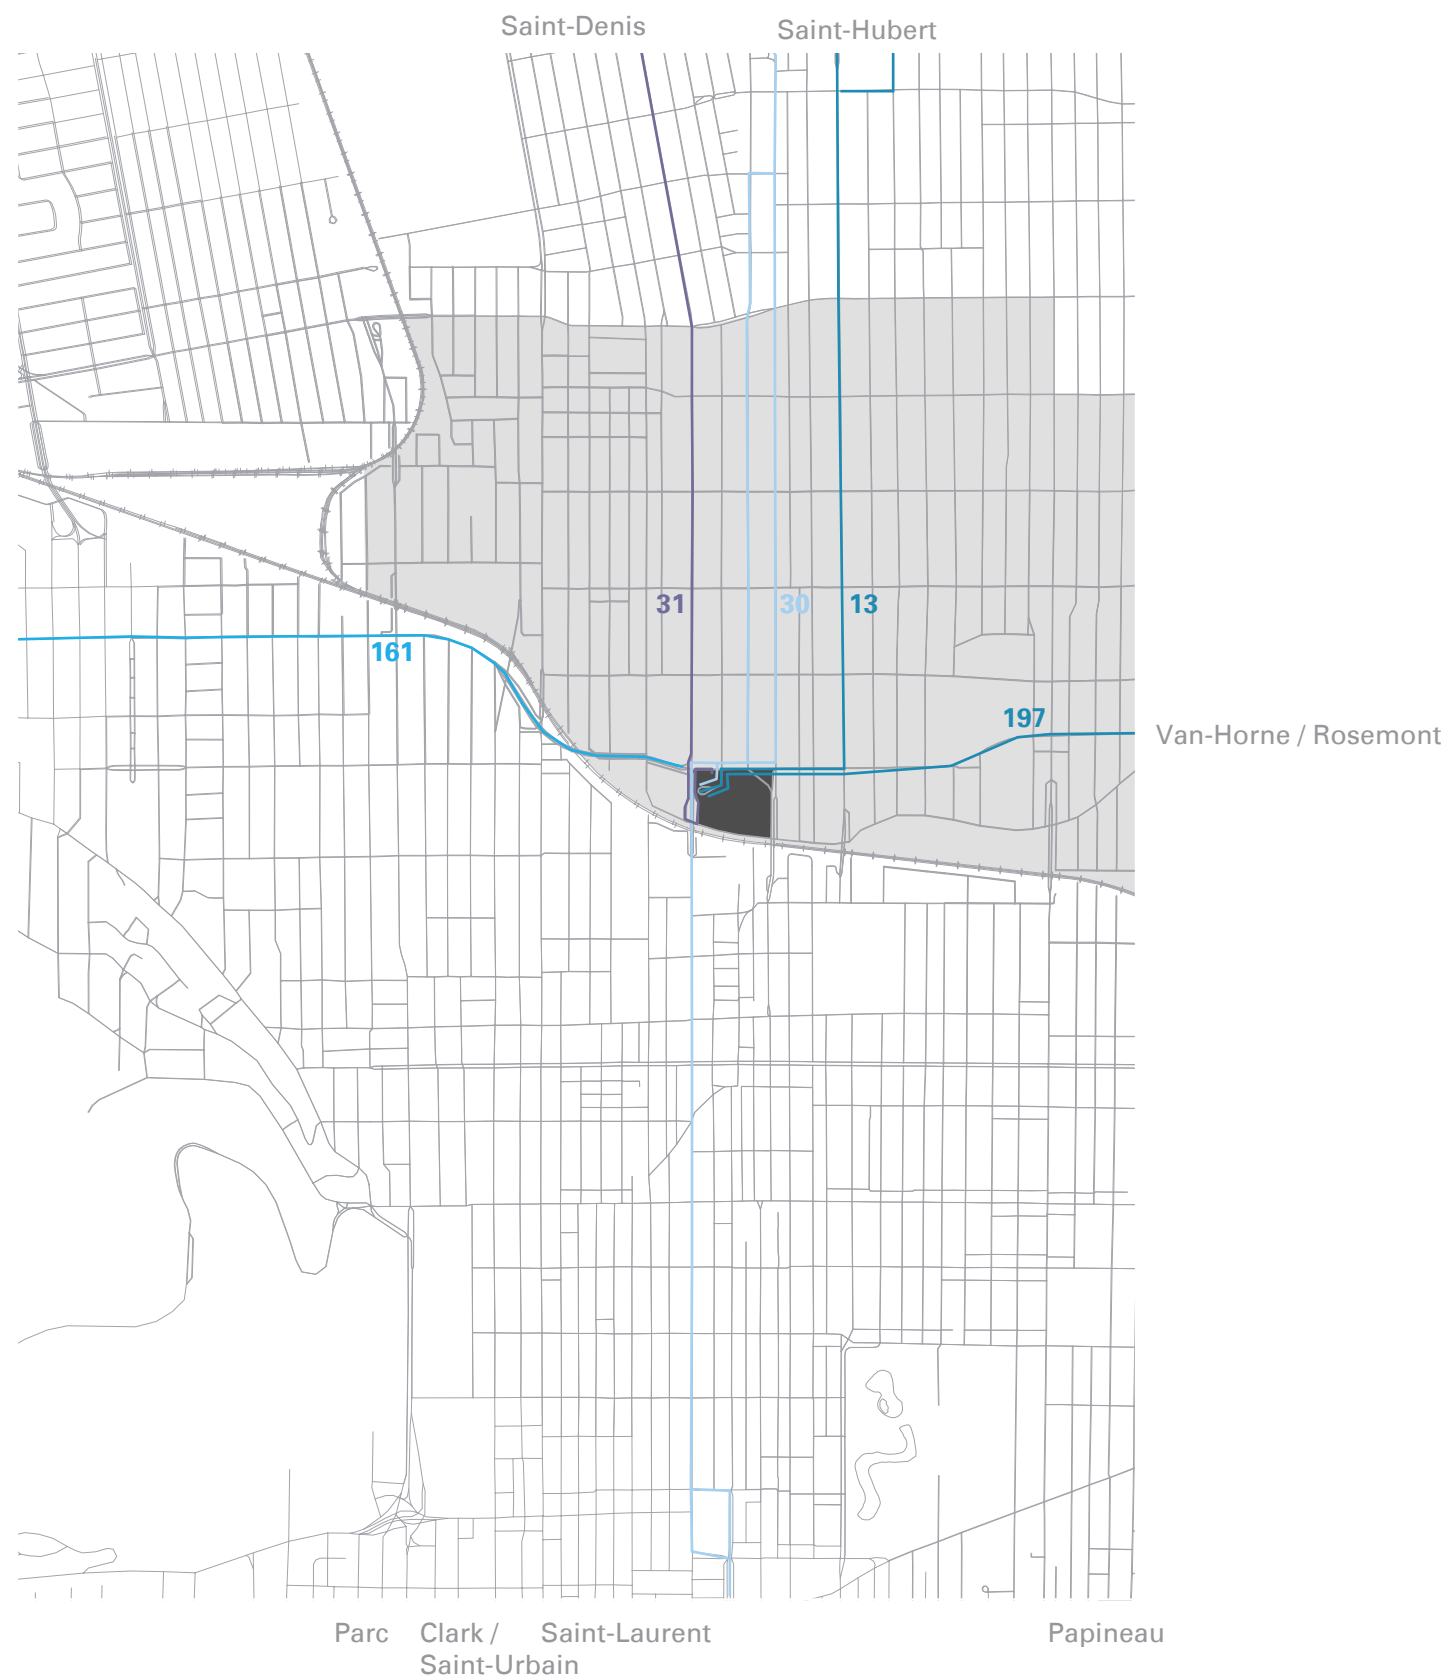 Saint-Denis
Saint-Hubert
31
30
13
161
197
Van-Horne / Rosemont
Parc
Clark /
Saint-Urbain
Saint-Laurent
Papineau